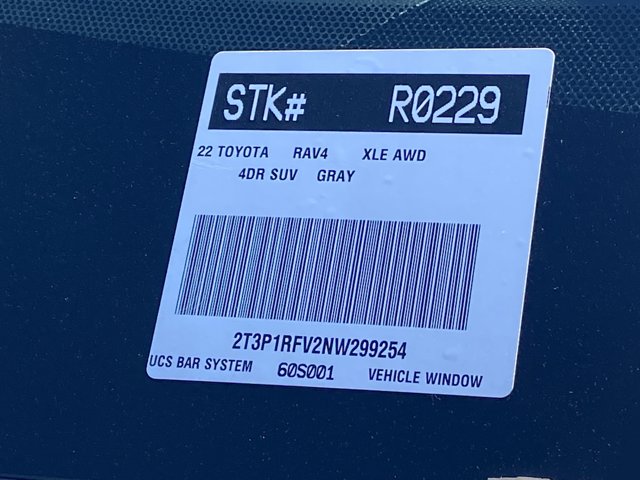 STK# R0229
22 TOYOTA RAV4 XLE AWD
4DR SUV GRAY
2T3P1RFV2NW299254
UCS BAR SYSTEM 60S001 VEHICLE WINDOW